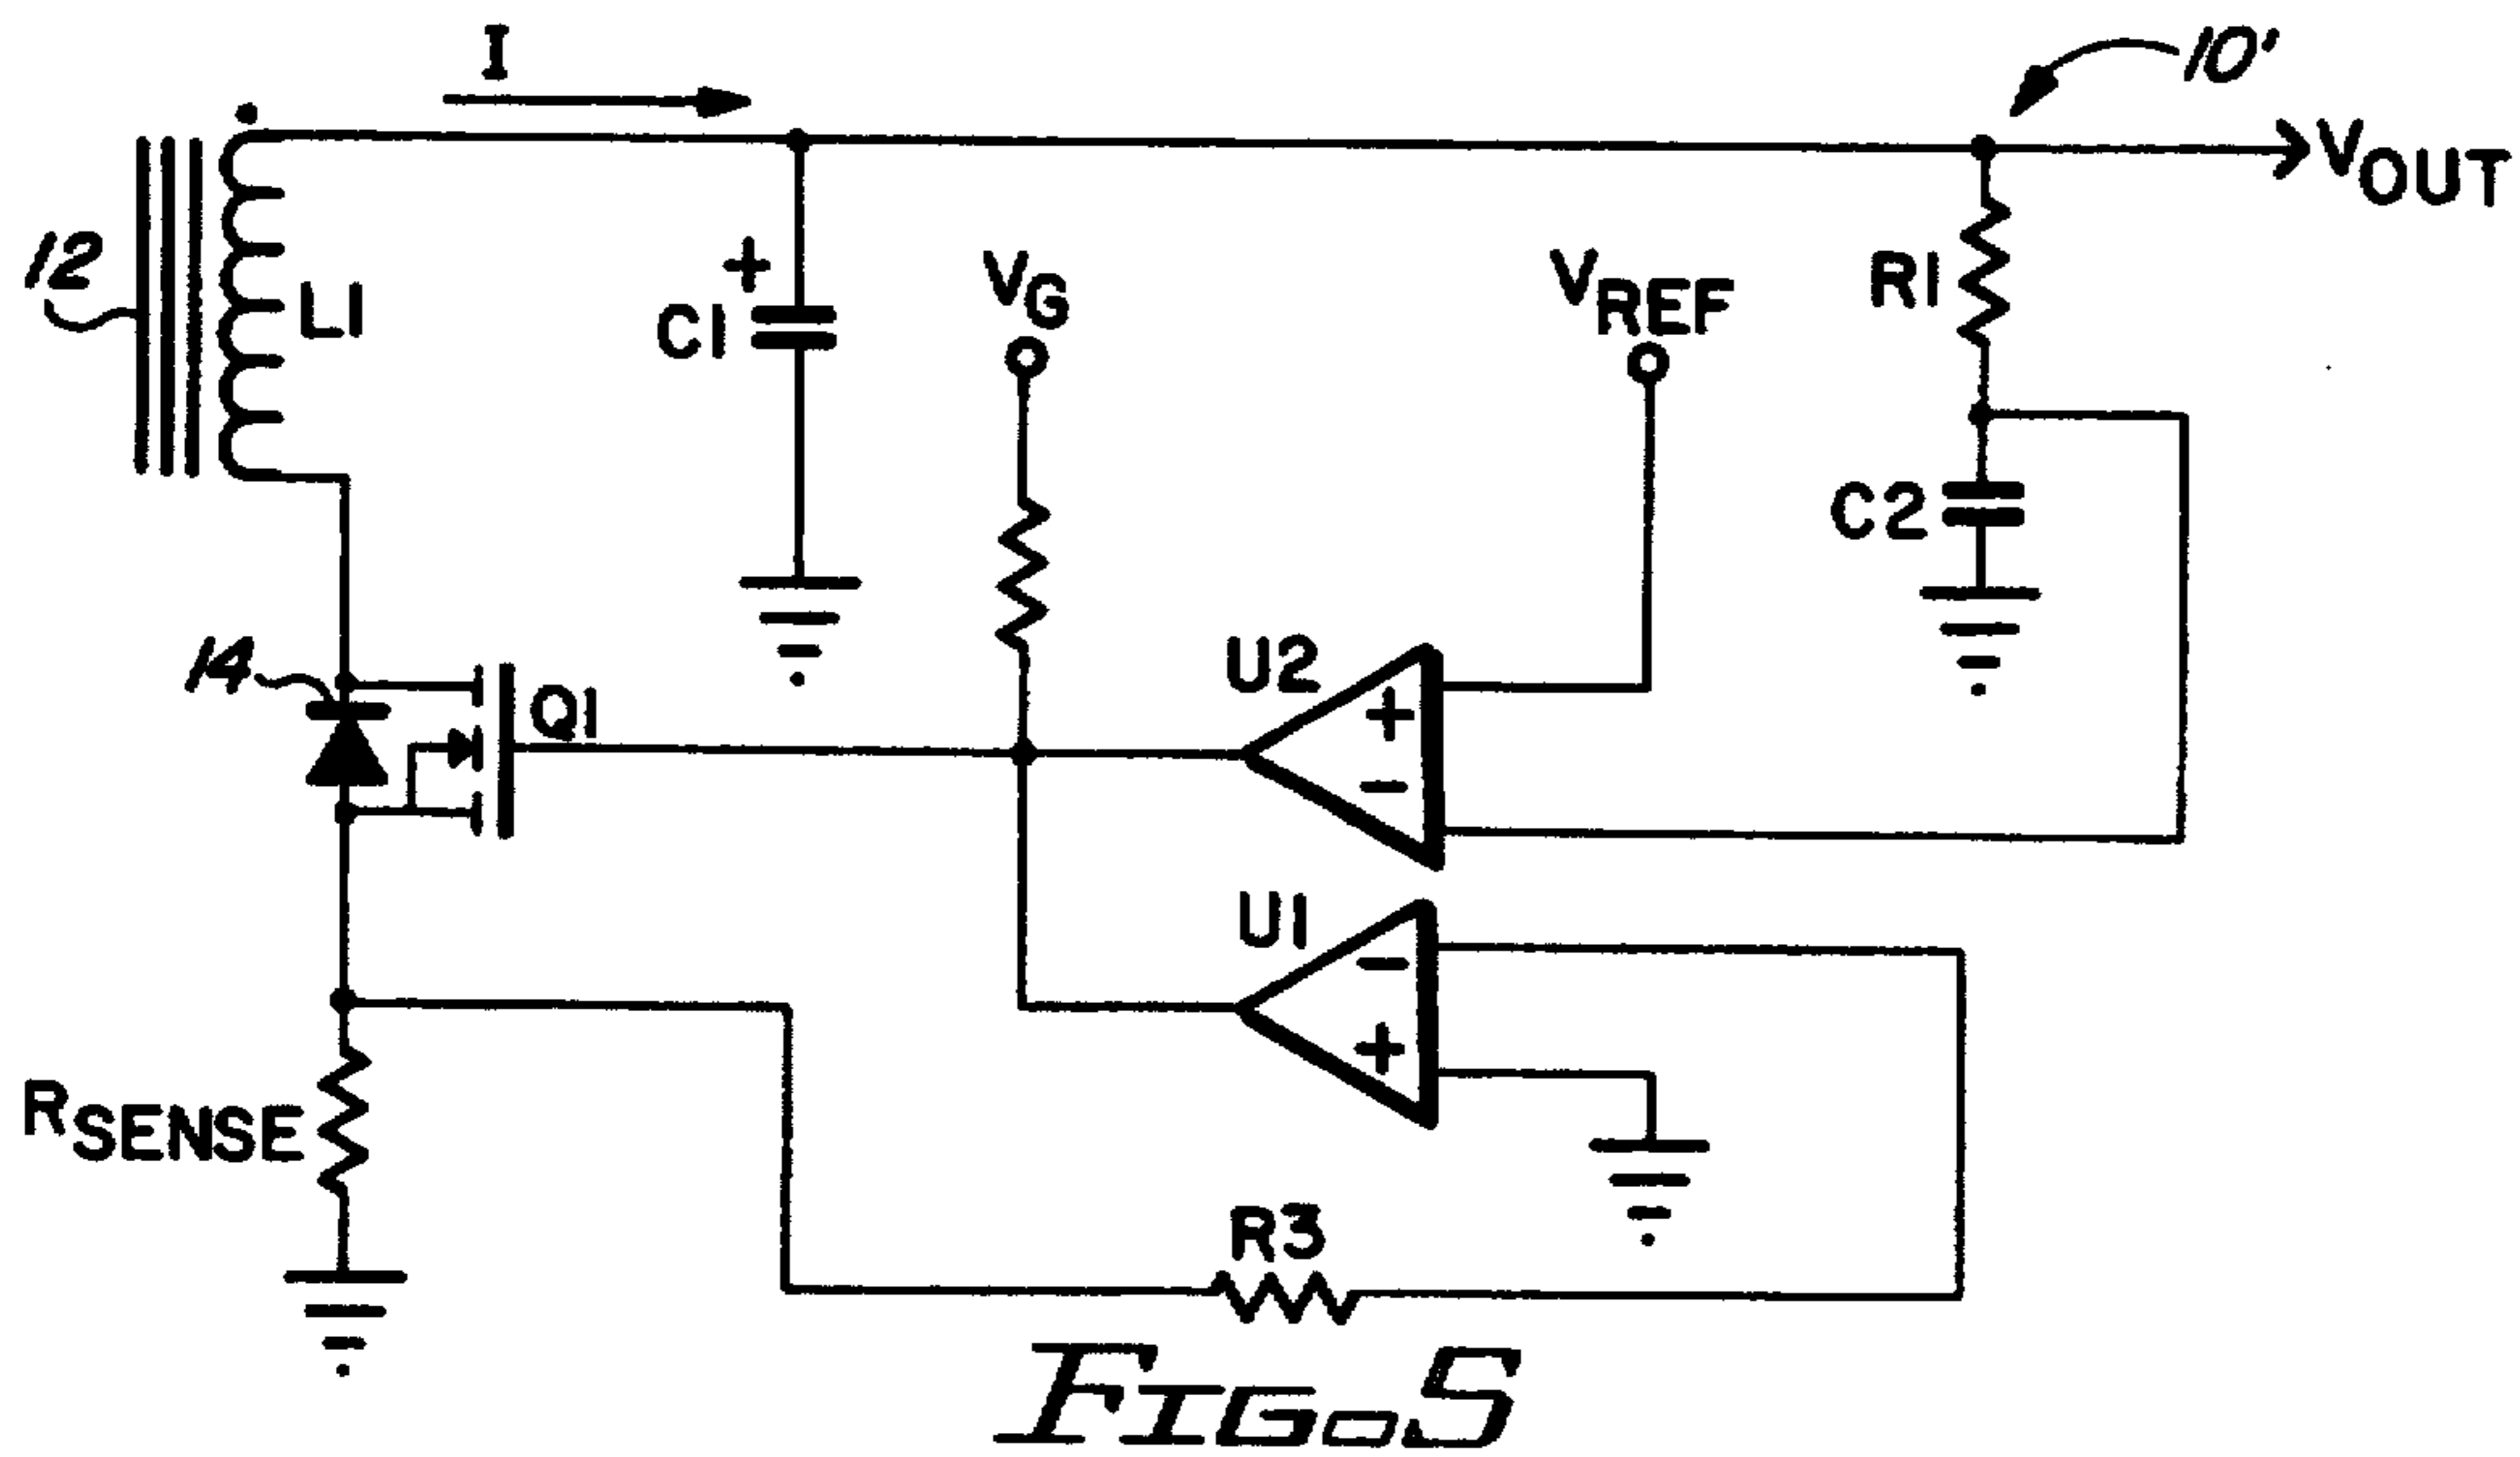 I
10'
VOUT
12
L1
+
C1
VG
VREF
R1
C2
14
Q1
U2
+
-
U1
-
+
RSENSE
R3
FIG. 5